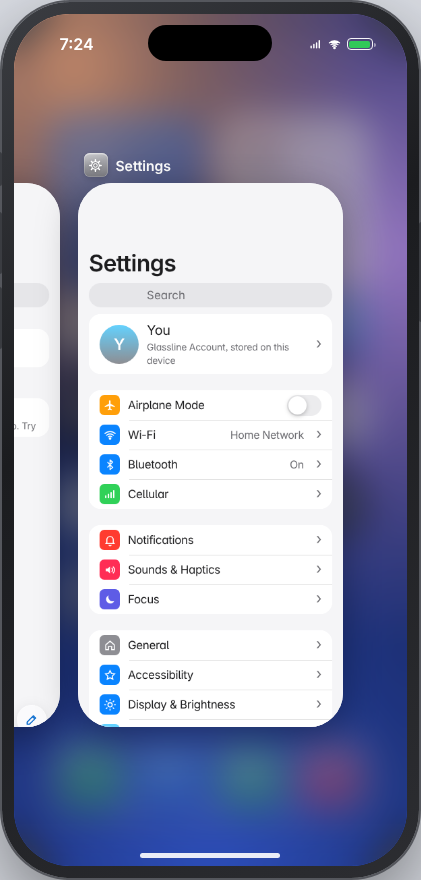 7:24
Settings
Settings
Search
Y
You
Glassline Account, stored on this
device
Airplane Mode
Wi-Fi
Home Network
Bluetooth
On
Cellular
o. Try
Notifications
Sounds & Haptics
Focus
General
Accessibility
Display & Brightness